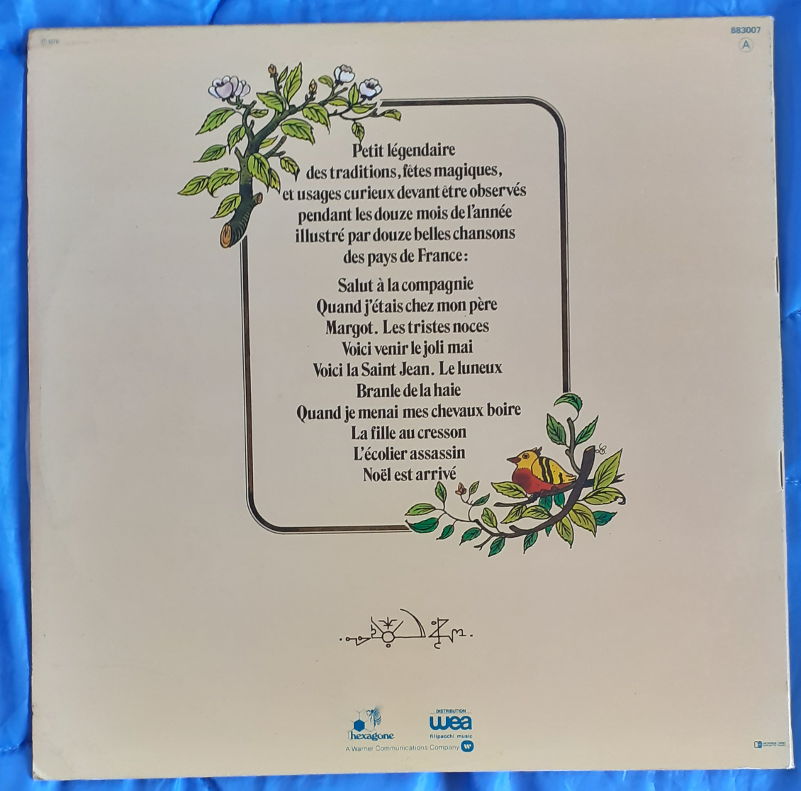 883007
A
Petit légendaire
des traditions, fêtes magiques,
et usages curieux devant être observés
pendant les douze mois de l'année
illustré par douze belles chansons
des pays de France:
Salut à la compagnie
Quand j'étais chez mon père
Margot. Les tristes noces
Voici venir le joli mai
Voici la Saint Jean. Le luneux
Branle de la haie
Quand je menai mes chevaux boire
La fille au cresson
L'écolier assassin
Noël est arrivé
hexagone
DISTRIBUTION
wea
filipacchi music
A Warner Communications Company